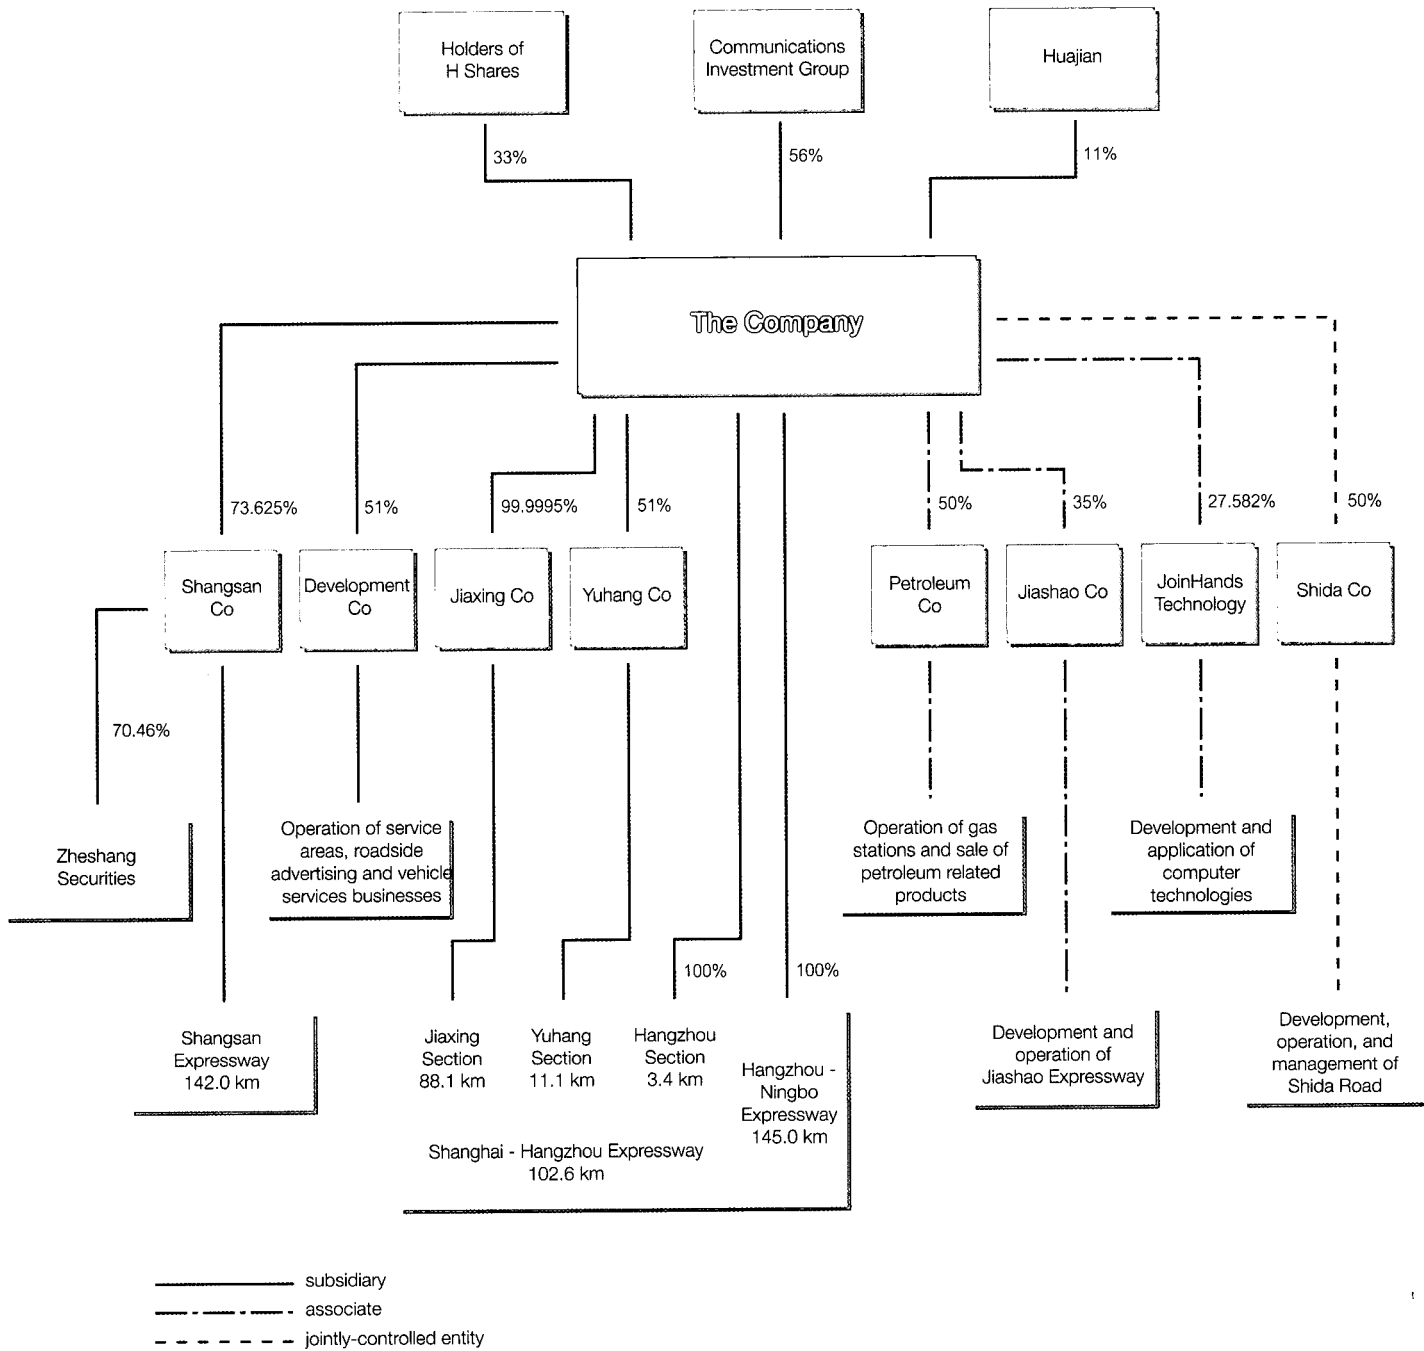 Holders of
H Shares
Communications
Investment Group
Huajian
33%
56%
11%
The Company
73.625%
51%
99.9995%
51%
50%
35%
27.582%
50%
Shangsan
Co
Development
Co
Jiaxing Co
Yuhang Co
Petroleum
Co
Jiashao Co
JoinHands
Technology
Shida Co
70.46%
Zheshang
Securities
Operation of service
areas, roadside
advertising and vehicle
services businesses
Operation of gas
stations and sale of
petroleum related
products
Development and
application of
computer
technologies
100%
100%
Shangsan
Expressway
142.0 km
Jiaxing
Section
88.1 km
Yuhang
Section
11.1 km
Hangzhou
Section
3.4 km
Hangzhou -
Ningbo
Expressway
145.0 km
Shanghai - Hangzhou Expressway
102.6 km
Development and
operation of
Jiashao Expressway
Development,
operation, and
management of
Shida Road
subsidiary
associate
jointly-controlled entity